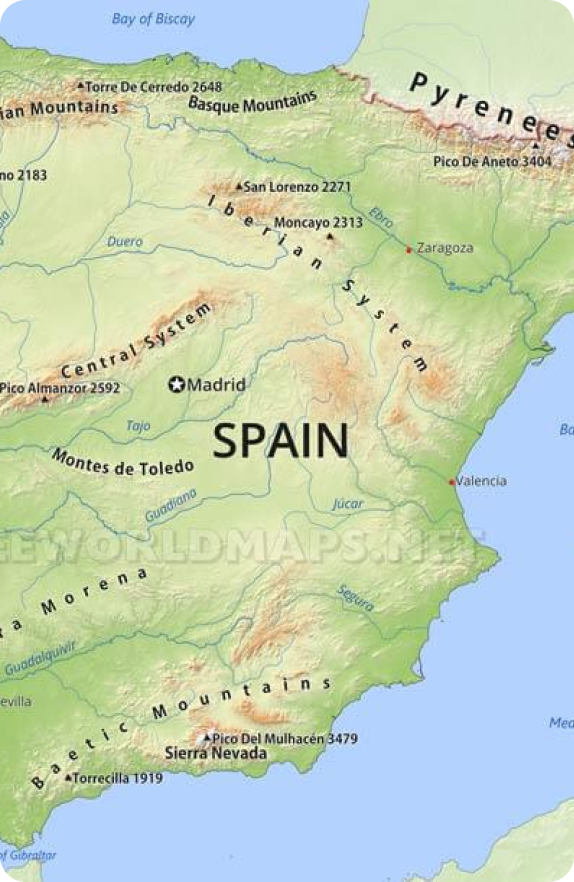 Bay of Biscay
Torre De Cerredo 2648
ian Mountains
Basque Mountains
Pyrenees
Pico De Aneto 3404
no 2183
San Lorenzo 2271
Iberian System
Moncayo 2313
Ebro
Zaragoza
Duero
Central System
Pico Almanzor 2592
Madrid
Tajo
SPAIN
Ba
Montes de Toledo
Valencia
Guadiana
Júcar
EEWORLDMAPS.NET
ra Morena
Segura
Guadalquivir
evilla
Baetic Mountains
Med
Pico Del Mulhacén 3479
Sierra Nevada
Torrecilla 1919
of Gibraltar